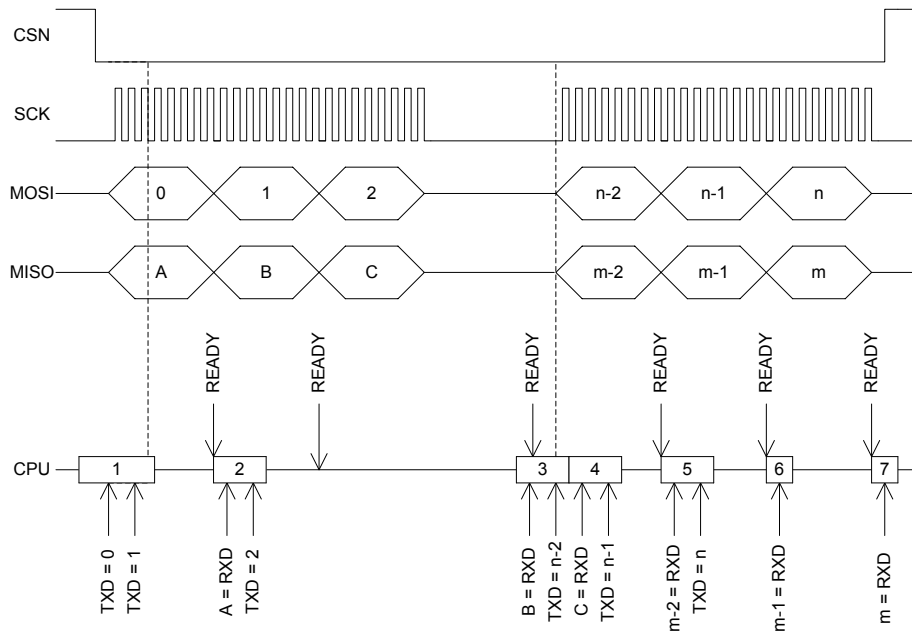 CSN
SCK
MOSI 0 1 2 n-2 n-1 n
MISO A B C m-2 m-1 m
READY
READY
READY
READY
READY
READY
CPU 1 2 3 4 5 6 7
TXD = 0
TXD = 1
A = RXD
TXD = 2
B = RXD
TXD = n-2
C = RXD
TXD = n-1
m-2 = RXD
TXD = n
m-1 = RXD
m = RXD